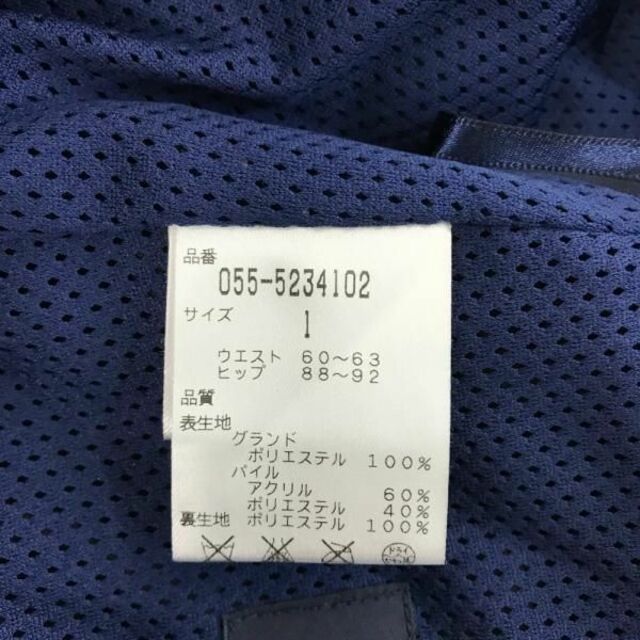 品番
055-5234102
サイズ
1
ウエスト 60〜63
ヒップ 88〜92
品質
表生地
グランド
ポリエステル 100%
パイル
アクリル 60%
ポリエステル 40%
裏生地 ポリエステル 100%